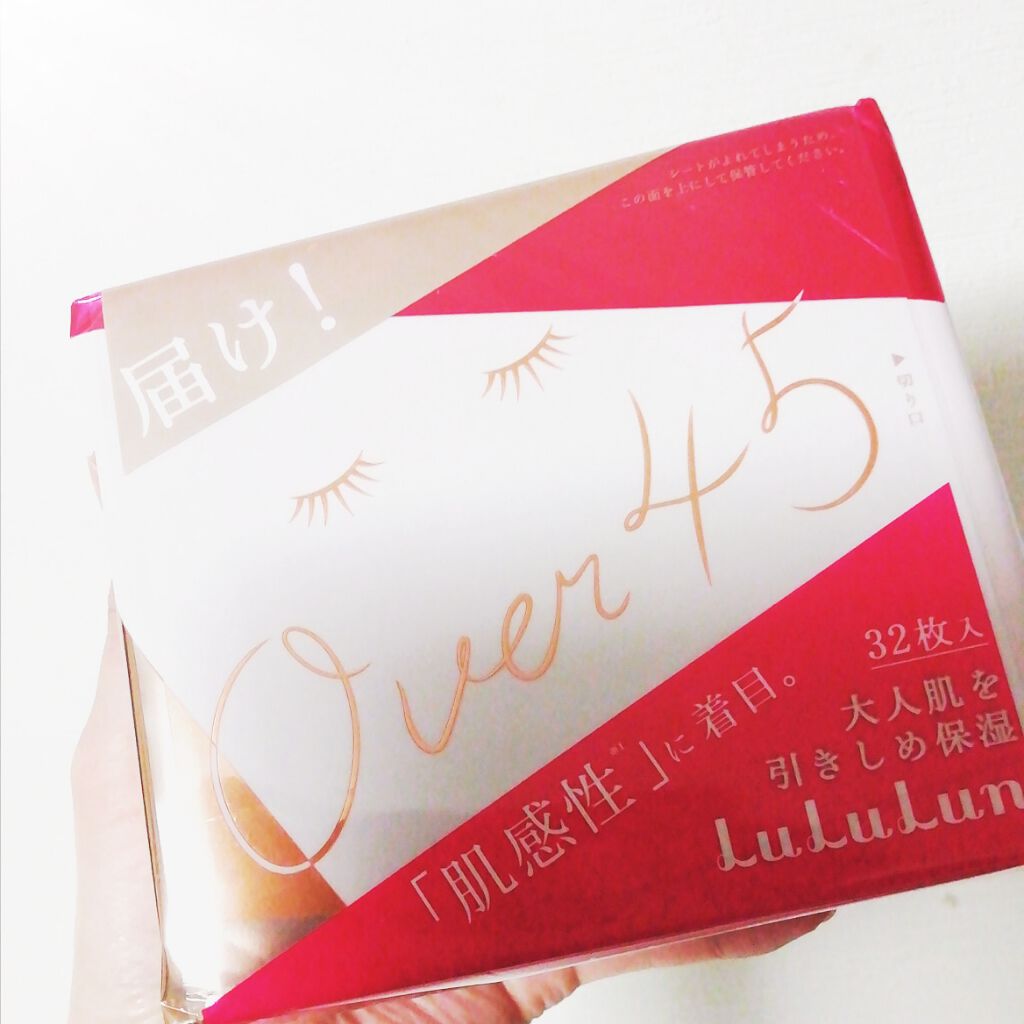 シートがよれてしまうため、
この面を上にして保管してください。
届け!
▲切り口
Over45
32枚入
「肌感性」※1に着目。
大人肌を
引きしめ保湿
LuLuLun